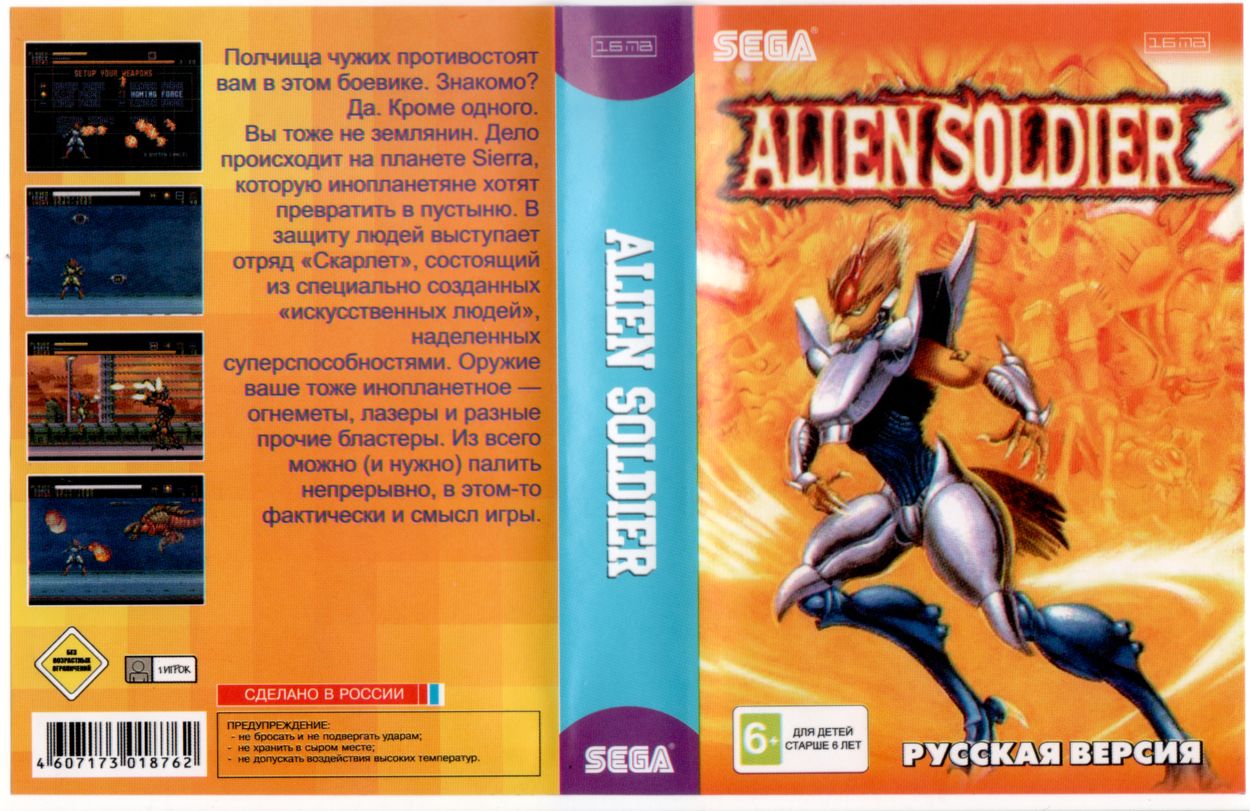 SETUP YOUR WEAPONS
HOMING FORCE
Полчища чужих противостоят
вам в этом боевике. Знакомо?
Да. Кроме одного.
Вы тоже не землянин. Дело
происходит на планете Sierra,
которую инопланетяне хотят
превратить в пустыню. В
защиту людей выступает
отряд «Скарлет», состоящий
из специально созданных
«искусственных людей»,
наделенных
суперспособностями. Оружие
ваше тоже инопланетное —
огнеметы, лазеры и разные
прочие бластеры. Из всего
можно (и нужно) палить
непрерывно, в этом-то
фактически и смысл игры.
БЕЗ
ВОЗРАСТНЫХ
ОГРАНИЧЕНИЙ
1 ИГРОК
СДЕЛАНО В РОССИИ
4 607173 018762
ПРЕДУПРЕЖДЕНИЕ:
- не бросать и не подвергать ударам;
- не хранить в сыром месте;
- не допускать воздействия высоких температур.
16MB
ALIEN SOLDIER
SEGA®
SEGA®
16MB
ALIEN SOLDIER
6+
ДЛЯ ДЕТЕЙ
СТАРШЕ 6 ЛЕТ
РУССКАЯ ВЕРСИЯ